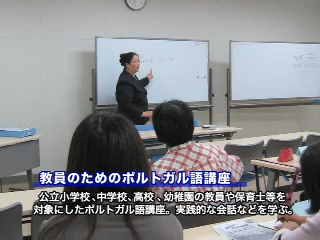 教員のためのポルトガル語講座
公立小学校、中学校、高校、幼稚園の教員や保育士等を
対象にしたポルトガル語講座。実践的な会話などを学ぶ。